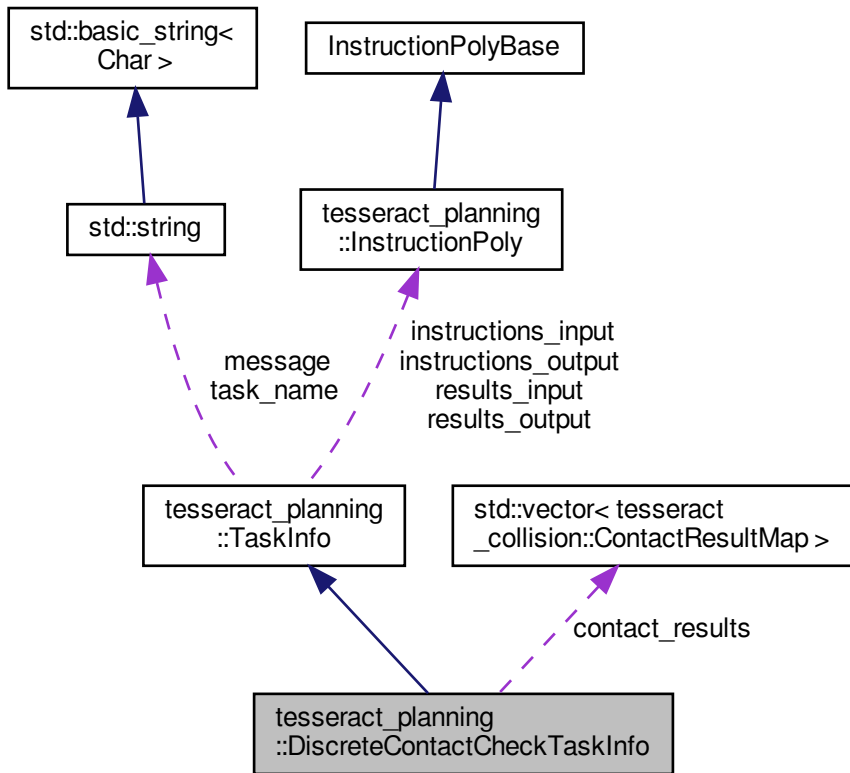 std::basic_string<
Char >
InstructionPolyBase
std::string
tesseract_planning
::InstructionPoly
message
task_name
instructions_input
instructions_output
results_input
results_output
tesseract_planning
::TaskInfo
std::vector< tesseract
_collision::ContactResultMap >
contact_results
tesseract_planning
::DiscreteContactCheckTaskInfo